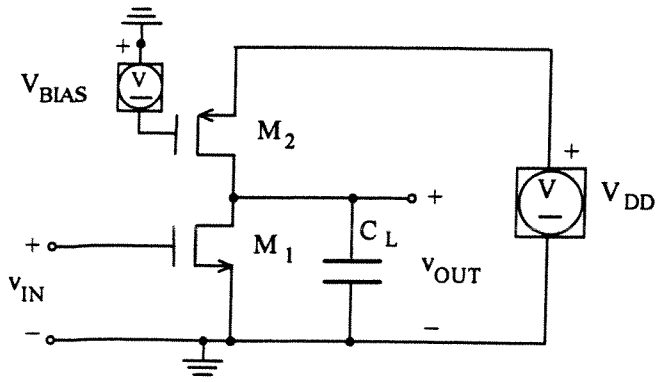 +
V
V_BIAS
M_2
+
V
V_DD
+
+
M_1
C_L
v_IN
v_OUT
−
−